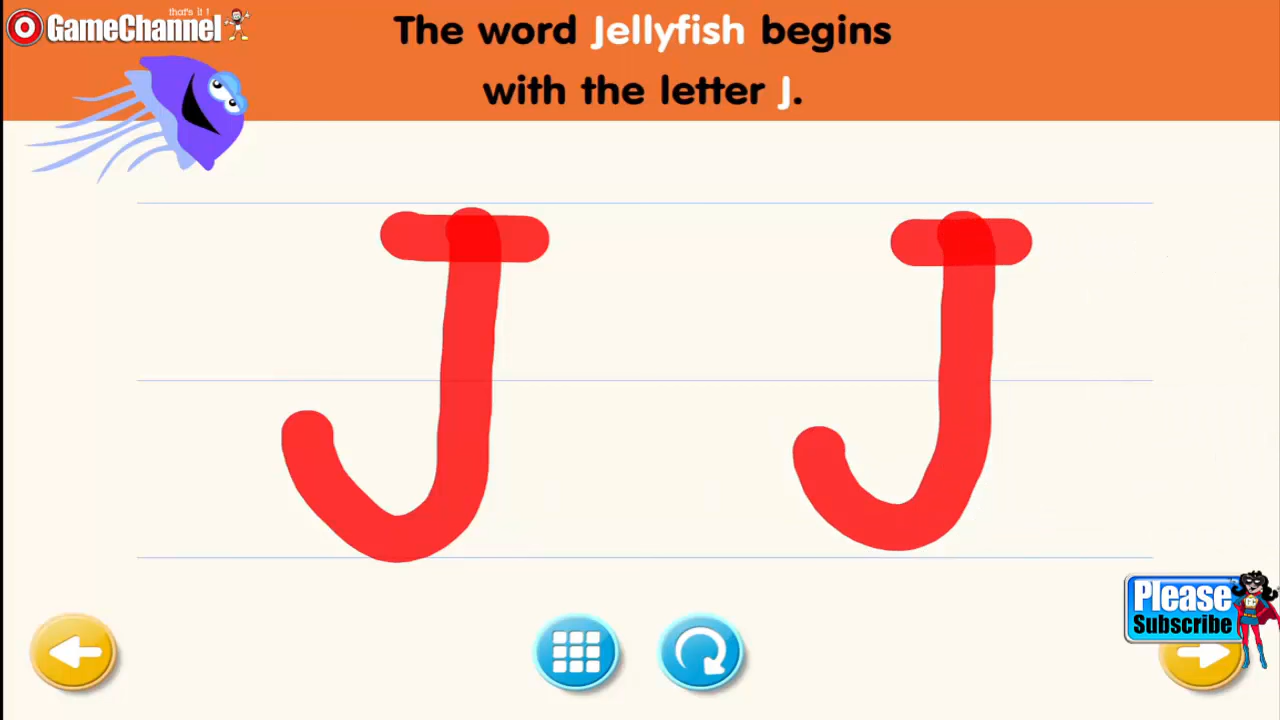 that's it !
GameChannel
The word Jellyfish begins
with the letter J.
J J
Please
Subscribe